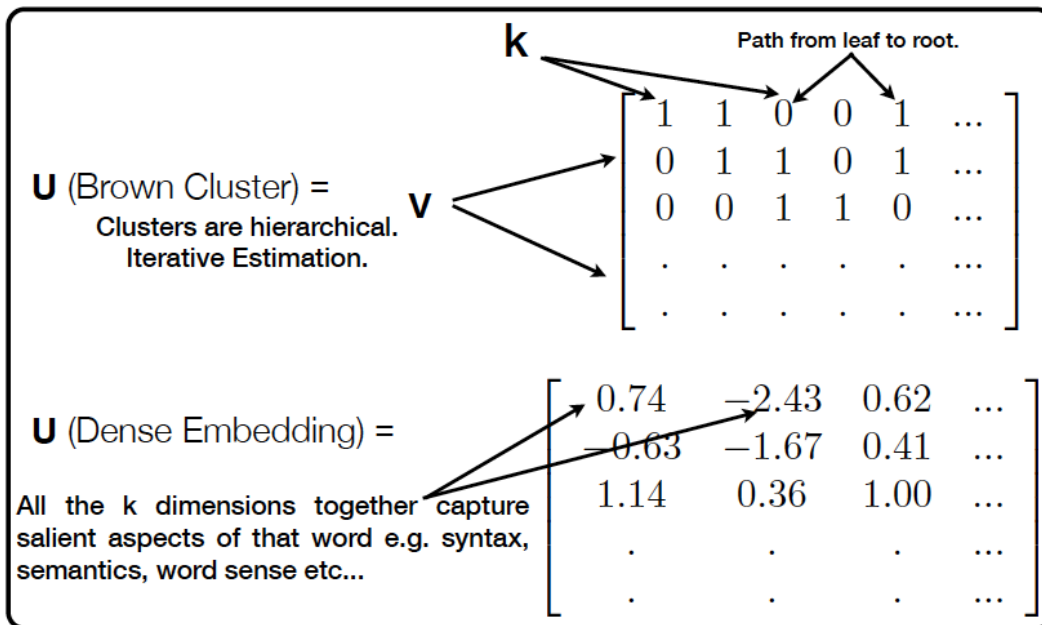 k
Path from leaf to root.
1 1 0 0 1 ...
0 1 1 0 1 ...
U (Brown Cluster) =
V
0 0 1 1 0 ...
Clusters are hierarchical.
Iterative Estimation.
. . . . . ...
. . . . . ...
0.74 −2.43 0.62 ...
U (Dense Embedding) =
−0.63 −1.67 0.41 ...
1.14 0.36 1.00 ...
All the k dimensions together capture
salient aspects of that word e.g. syntax,
semantics, word sense etc...
. . . ...
. . . ...